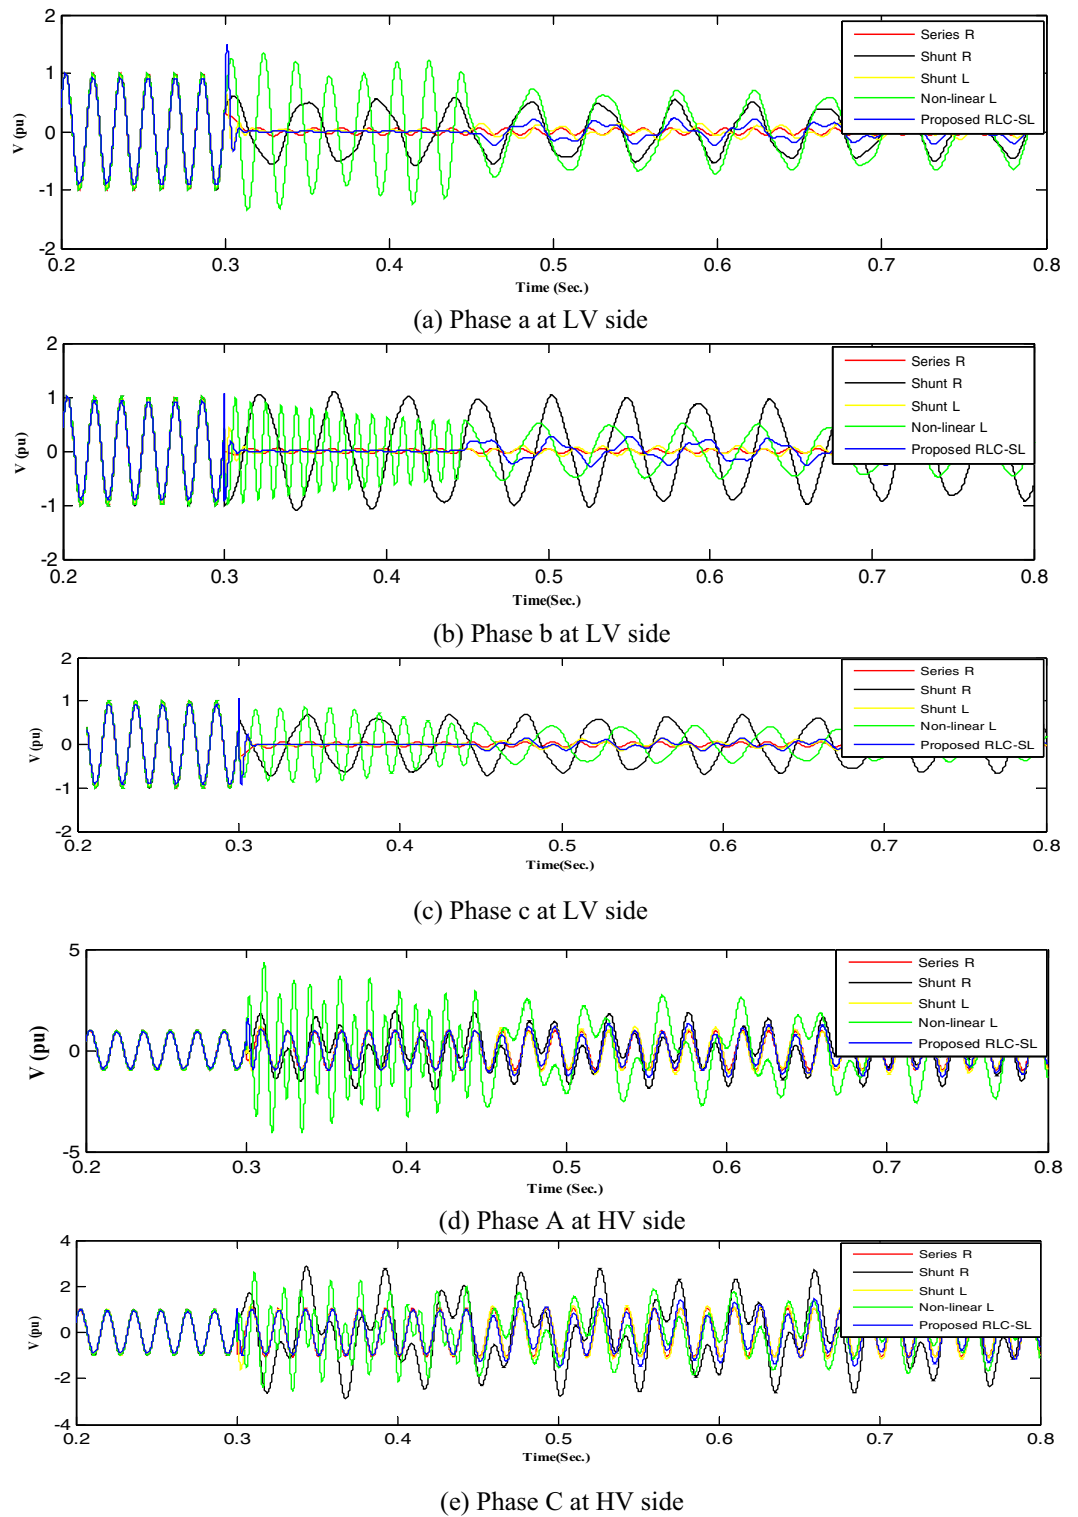 2
1
0
-1
-2
V (pu)
Series R
Shunt R
Shunt L
Non-linear L
Proposed RLC-SL
0.2 0.3 0.4 0.5 0.6 0.7 0.8
Time (Sec.)
(a) Phase a at LV side
2
1
0
-1
-2
V (pu)
Series R
Shunt R
Shunt L
Non-linear L
Proposed RLC-SL
0.2 0.3 0.4 0.5 0.6 0.7 0.8
Time(Sec.)
(b) Phase b at LV side
2
1
0
-1
-2
V (pu)
Series R
Shunt R
Shunt L
Non-linear L
Proposed RLC-SL
0.2 0.3 0.4 0.5 0.6 0.7 0.8
Time(Sec.)
(c) Phase c at LV side
5
0
-5
V (pu)
Series R
Shunt R
Shunt L
Non-linear L
Proposed RLC-SL
0.2 0.3 0.4 0.5 0.6 0.7 0.8
Time (Sec.)
(d) Phase A at HV side
4
2
0
-2
-4
V (pu)
Series R
Shunt R
Shunt L
Non-linear L
Proposed RLC-SL
0.2 0.3 0.4 0.5 0.6 0.7 0.8
Time(Sec.)
(e) Phase C at HV side